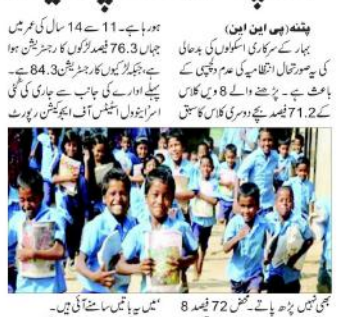 پٹنہ (پی این این)
بہار کے سرکاری اسکولوں کی بدحالی
کی یہ صورتحال انتظامیہ کی عدم دلچسپی کے
باعث ہے۔ پڑھنے والے 8 ویں کلاس
کے 71.2 فیصد بچے دوسری کلاس کا سبق
بھی نہیں پڑھ پاتے۔ محض 72 فیصد 8
ہورہا ہے۔ 11 سے 14 سال کی عمر میں
جہاں 76.3 فیصد لڑکوں کا رجسٹریشن ہوا
ہے، جبکہ لڑکیوں کا رجسٹریشن 84.3 ہے۔
پہلے ادارے کی جانب سے جاری کی گئی
اسراینوول اسٹیٹس آف ایجوکیشن رپورٹ
میں یہ باتیں سامنے آئی ہیں۔